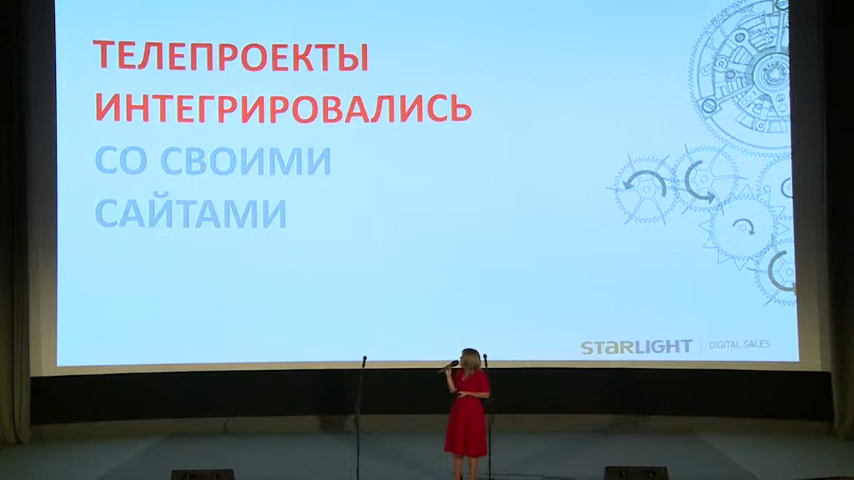 ТЕЛЕПРОЕКТЫ
ИНТЕГРИРОВАЛИСЬ
СО СВОИМИ
САЙТАМИ
STARLIGHT | DIGITAL SALES